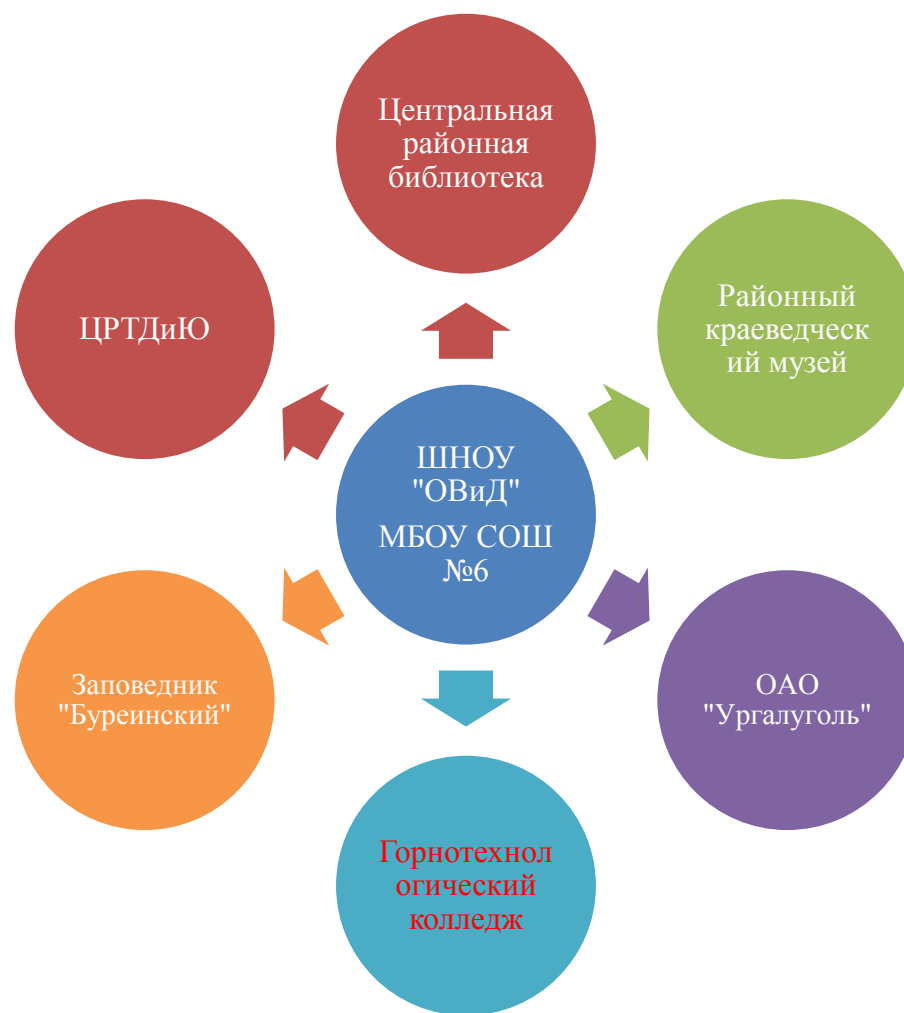 Центральная
районная
библиотека
ЦРТДиЮ
Районный
краеведческ
ий музей
ШНОУ
"ОВиД"
МБОУ СОШ
№6
Заповедник
"Буреинский"
ОАО
"Ургалуголь"
Горнотехнол
огический
колледж